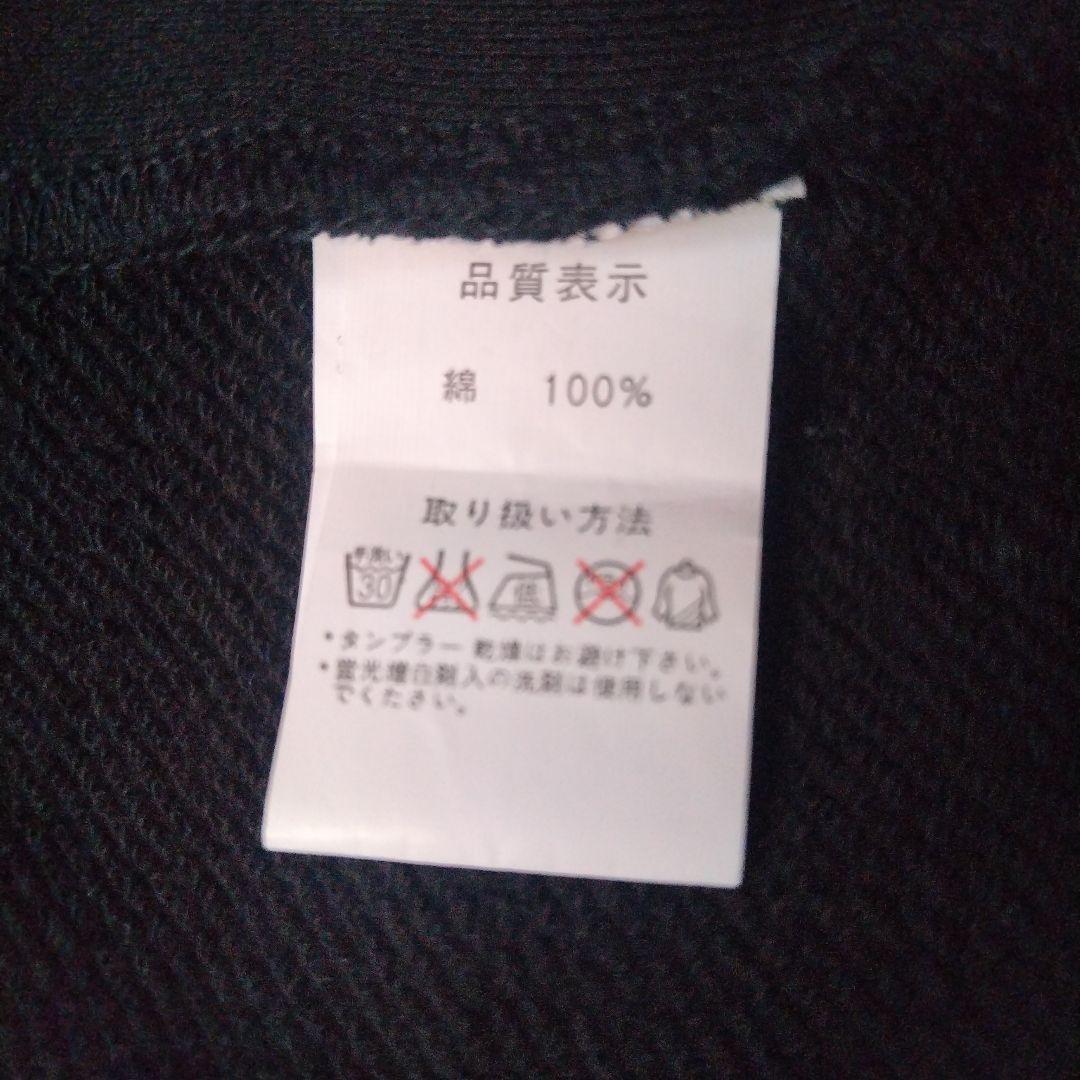 品質表示
綿 100%
取り扱い方法
手洗い
30
低
・タンブラー乾燥はお避け下さい。
・蛍光増白剤入の洗剤は使用しない
でください。